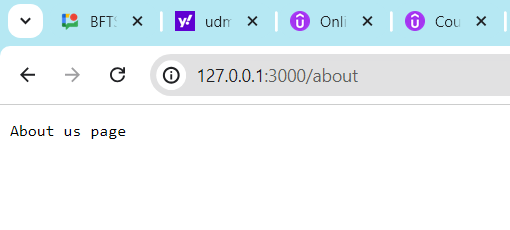 BFTS
udm
Onli
Cou
127.0.0.1:3000/about
About us page